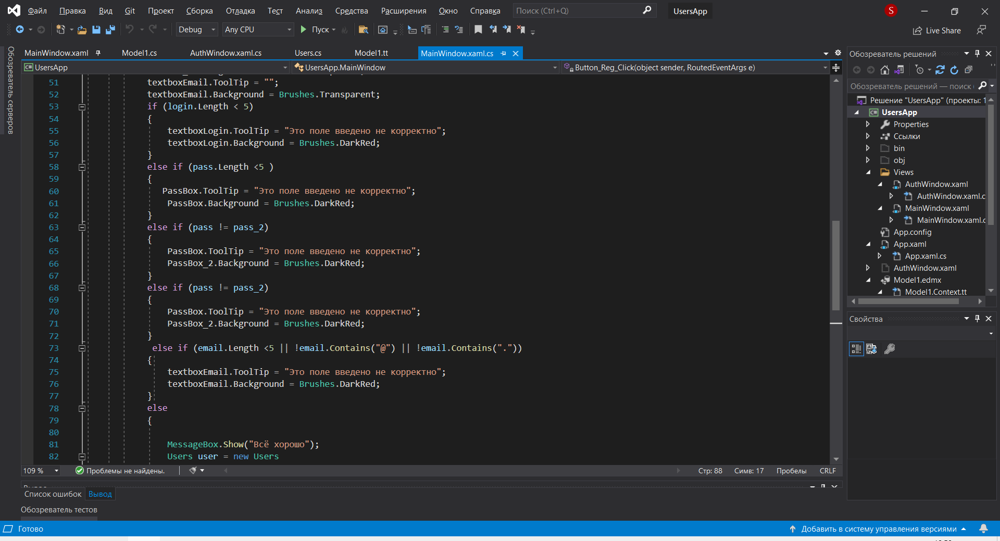 Файл Правка Вид Git Проект Сборка Отладка Тест Анализ Средства Расширения Окно Справка Поиск (Ctrl+Q) UsersApp S
Debug Any CPU Пуск Live Share
Обозреватель серверов
MainWindow.xaml Model1.cs AuthWindow.xaml.cs Users.cs Model1.tt MainWindow.xaml.cs
UsersApp UsersApp.MainWindow Button_Reg_Click(object sender, RoutedEventArgs e)
51 textboxEmail.ToolTip = "";
52 textboxEmail.Background = Brushes.Transparent;
53 if (login.Length < 5)
54 {
55 textboxLogin.ToolTip = "Это поле введено не корректно";
56 textboxLogin.Background = Brushes.DarkRed;
57 }
58 else if (pass.Length <5 )
59 {
60 PassBox.ToolTip = "Это поле введено не корректно";
61 PassBox.Background = Brushes.DarkRed;
62 }
63 else if (pass != pass_2)
64 {
65 PassBox.ToolTip = "Это поле введено не корректно";
66 PassBox_2.Background = Brushes.DarkRed;
67 }
68 else if (pass != pass_2)
69 {
70 PassBox.ToolTip = "Это поле введено не корректно";
71 PassBox_2.Background = Brushes.DarkRed;
72 }
73 else if (email.Length <5 || !email.Contains("@") || !email.Contains("."))
74 {
75 textboxEmail.ToolTip = "Это поле введено не корректно";
76 textboxEmail.Background = Brushes.DarkRed;
77 }
78 else
79 {
80
81 MessageBox.Show("Всё хорошо");
82 Users user = new Users
109 % Проблемы не найдены. Стр: 88 Симв: 17 Пробелы CRLF
Список ошибок Вывод
Обозреватель тестов
Обозреватель решений
Обозреватель решений — поиск (
Решение "UsersApp" (проекты: 1
UsersApp
Properties
Ссылки
bin
obj
Views
AuthWindow.xaml
AuthWindow.xaml.c
MainWindow.xaml
MainWindow.xaml.c
App.config
App.xaml
App.xaml.cs
AuthWindow.xaml
Model1.edmx
Model1.Context.tt
Свойства
Готово Добавить в систему управления версиями